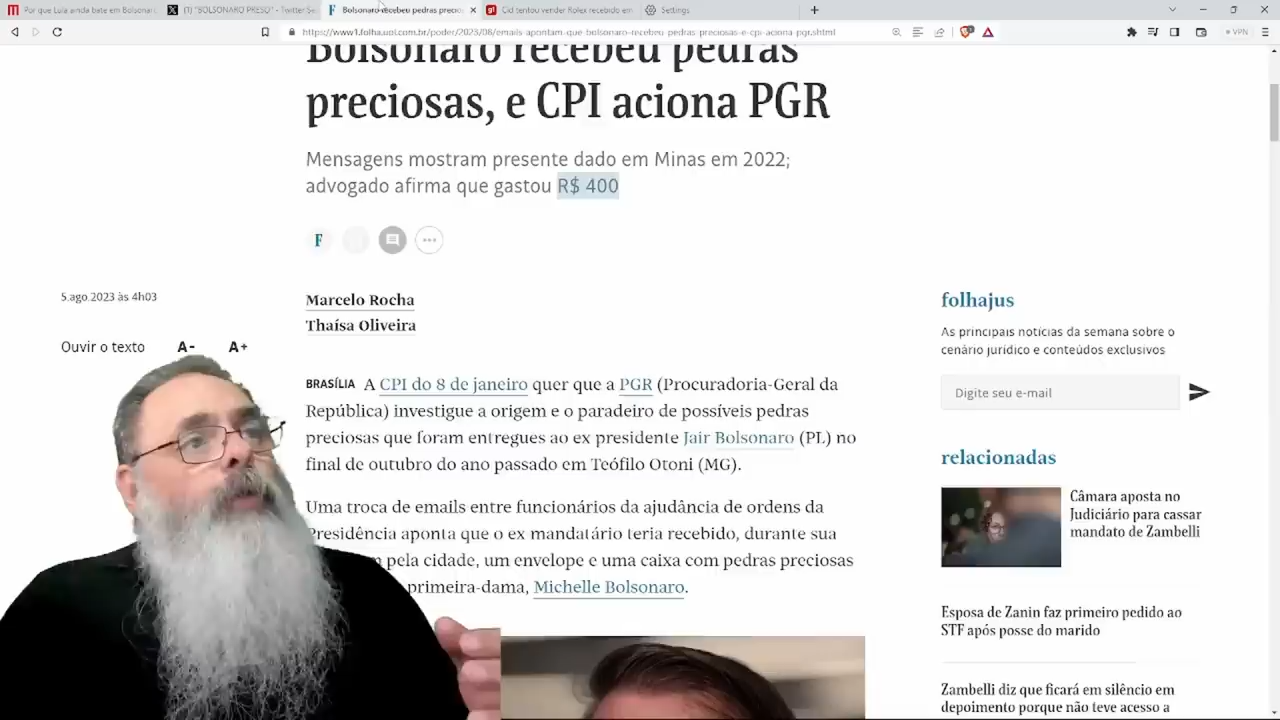 Por que Lula ainda bate em Bolsonaro
(1) "BOLSONARO PRESO" - Twitter Se
Bolsonaro recebeu pedras precios
Cid tentou vender Rolex recebido em
Settings
https://www1.folha.uol.com.br/poder/2023/08/emails-apontam-que-bolsonaro-recebeu-pedras-preciosas-e-cpi-aciona-pgr.shtml
VPN
Bolsonaro recebeu pedras
preciosas, e CPI aciona PGR
Mensagens mostram presente dado em Minas em 2022;
advogado afirma que gastou R$ 400
F
5.ago.2023 às 4h03
Ouvir o texto A- A+
Marcelo Rocha
Thaísa Oliveira
BRASÍLIA A CPI do 8 de janeiro quer que a PGR (Procuradoria-Geral da
República) investigue a origem e o paradeiro de possíveis pedras
preciosas que foram entregues ao ex presidente Jair Bolsonaro (PL) no
final de outubro do ano passado em Teófilo Otoni (MG).
Uma troca de emails entre funcionários da ajudância de ordens da
Presidência aponta que o ex mandatário teria recebido, durante sua
pela cidade, um envelope e uma caixa com pedras preciosas
primeira-dama, Michelle Bolsonaro.
folhajus
As principais notícias da semana sobre o
cenário jurídico e conteúdos exclusivos
Digite seu e-mail
relacionadas
Câmara aposta no
Judiciário para cassar
mandato de Zambelli
Esposa de Zanin faz primeiro pedido ao
STF após posse do marido
Zambelli diz que ficará em silêncio em
depoimento porque não teve acesso a